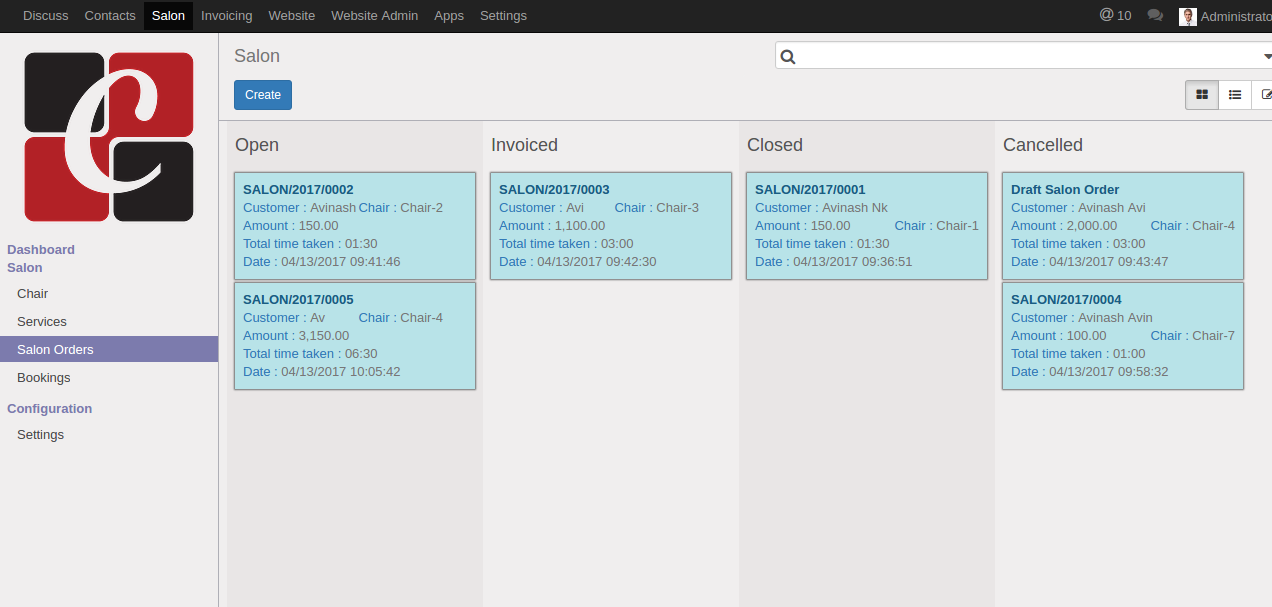 Discuss Contacts Salon Invoicing Website Website Admin Apps Settings @ 10 Administrato
C
Salon
Create
Dashboard
Salon
Chair
Services
Salon Orders
Bookings
Configuration
Settings
Open
SALON/2017/0002
Customer : Avinash Chair : Chair-2
Amount : 150.00
Total time taken : 01:30
Date : 04/13/2017 09:41:46
SALON/2017/0005
Customer : Av Chair : Chair-4
Amount : 3,150.00
Total time taken : 06:30
Date : 04/13/2017 10:05:42
Invoiced
SALON/2017/0003
Customer : Avi Chair : Chair-3
Amount : 1,100.00
Total time taken : 03:00
Date : 04/13/2017 09:42:30
Closed
SALON/2017/0001
Customer : Avinash Nk
Amount : 150.00 Chair : Chair-1
Total time taken : 01:30
Date : 04/13/2017 09:36:51
Cancelled
Draft Salon Order
Customer : Avinash Avi
Amount : 2,000.00 Chair : Chair-4
Total time taken : 03:00
Date : 04/13/2017 09:43:47
SALON/2017/0004
Customer : Avinash Avin
Amount : 100.00 Chair : Chair-7
Total time taken : 01:00
Date : 04/13/2017 09:58:32